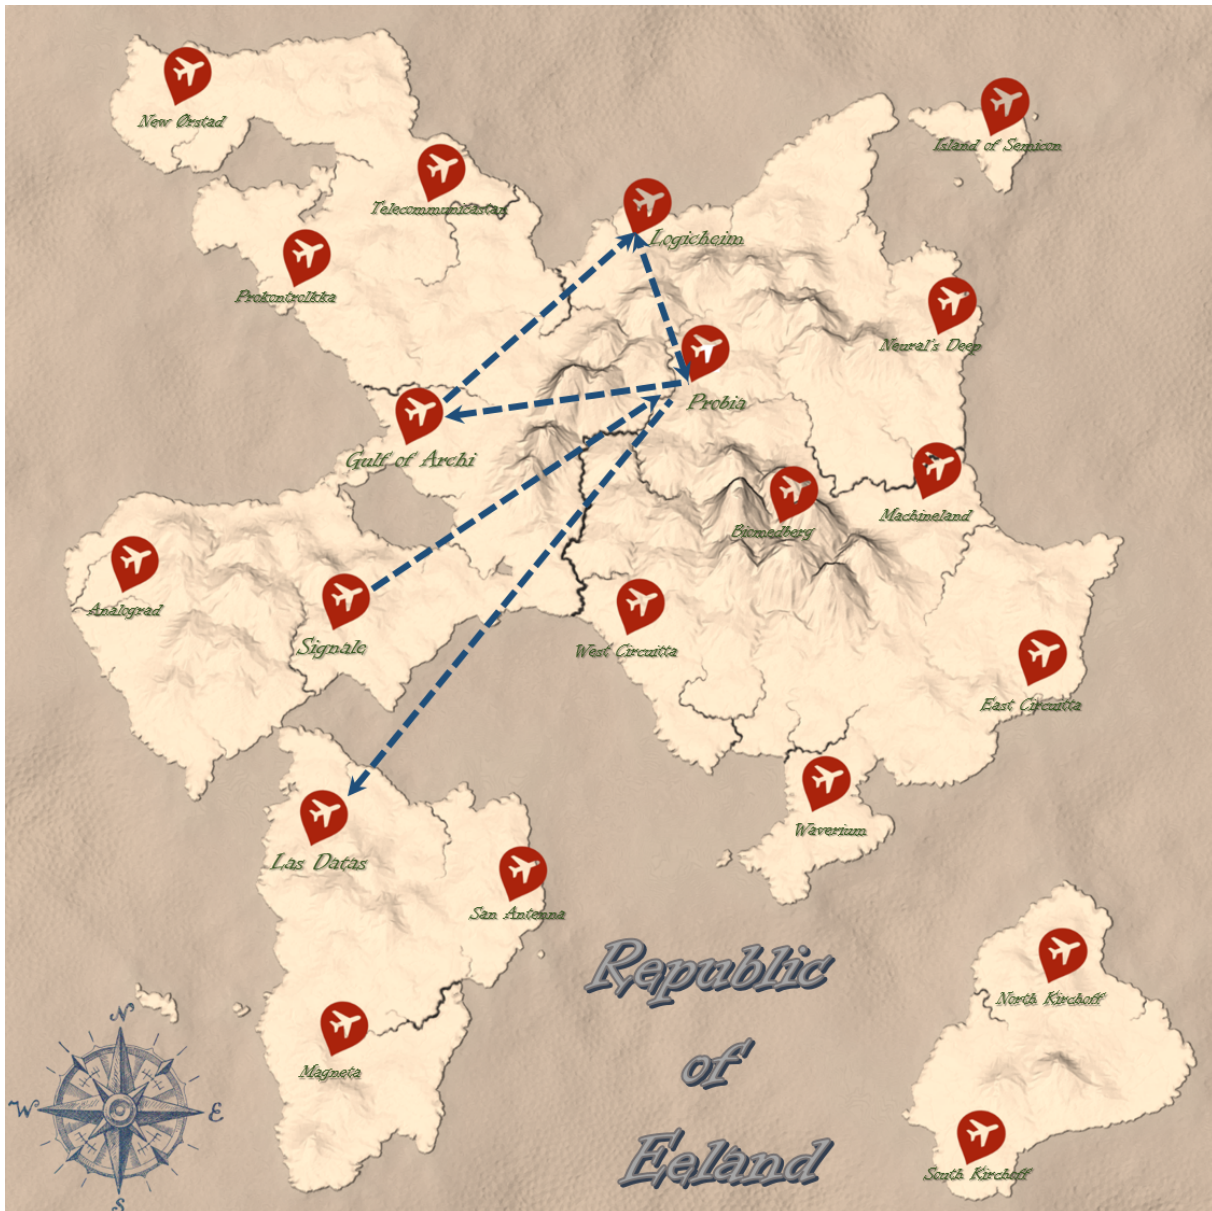 New Ørstad
Island of Semicon
Telecommunicastan
Logicheim
Prokontrolkka
Neural's Deep
Probia
Gulf of Archi
Machineland
Biomedberg
Analograd
Signale
West Circuitta
East Circuitta
Waverium
Las Datas
San Antenna
Republic
of
Eeland
North Kirchoff
Magneta
South Kirchoff
N
W
E
S